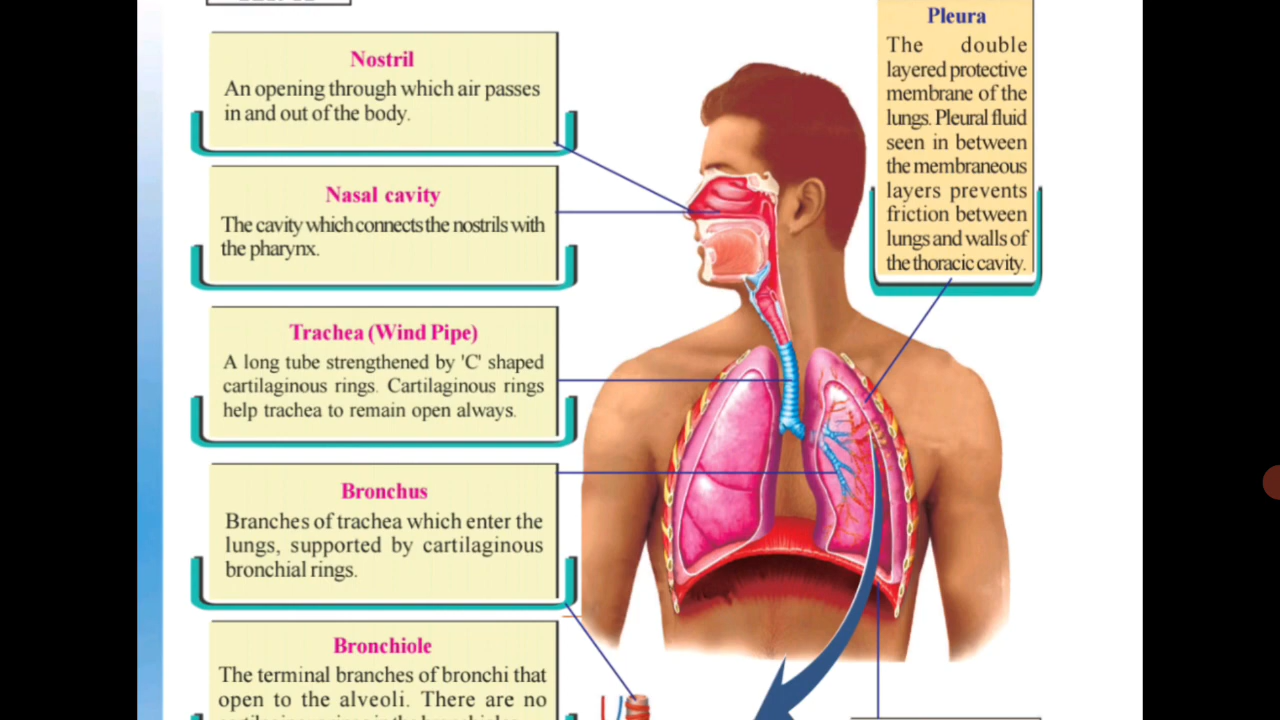 Nostril
An opening through which air passes
in and out of the body.
Nasal cavity
The cavity which connects the nostrils with
the pharynx.
Trachea (Wind Pipe)
A long tube strengthened by 'C' shaped
cartilaginous rings. Cartilaginous rings
help trachea to remain open always.
Bronchus
Branches of trachea which enter the
lungs, supported by cartilaginous
bronchial rings.
Bronchiole
The terminal branches of bronchi that
open to the alveoli. There are no
Pleura
The double
layered protective
membrane of the
lungs. Pleural fluid
seen in between
the membraneous
layers prevents
friction between
lungs and walls of
the thoracic cavity.